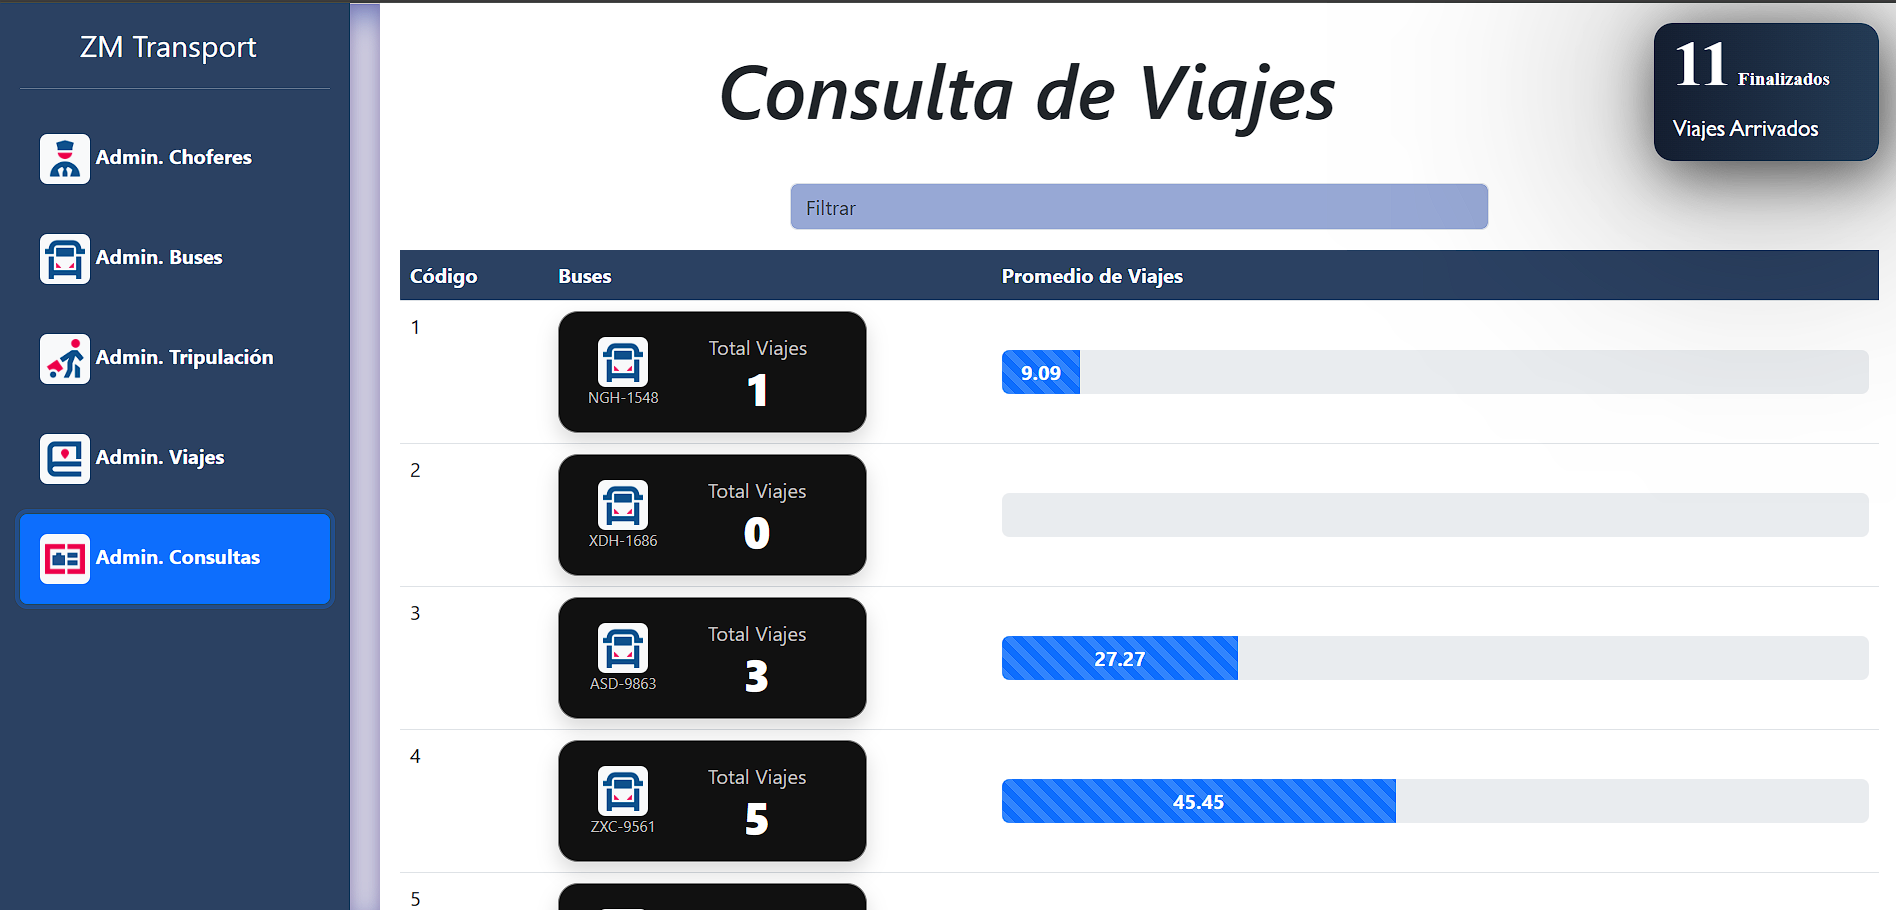 ZM Transport
Admin. Choferes
Admin. Buses
Admin. Tripulación
Admin. Viajes
Admin. Consultas
Consulta de Viajes
11 Finalizados
Viajes Arrivados
Filtrar
Código Buses Promedio de Viajes
1
Total Viajes
1
NGH-1548
9.09
2
Total Viajes
0
XDH-1686
3
Total Viajes
3
ASD-9863
27.27
4
Total Viajes
5
ZXC-9561
45.45
5